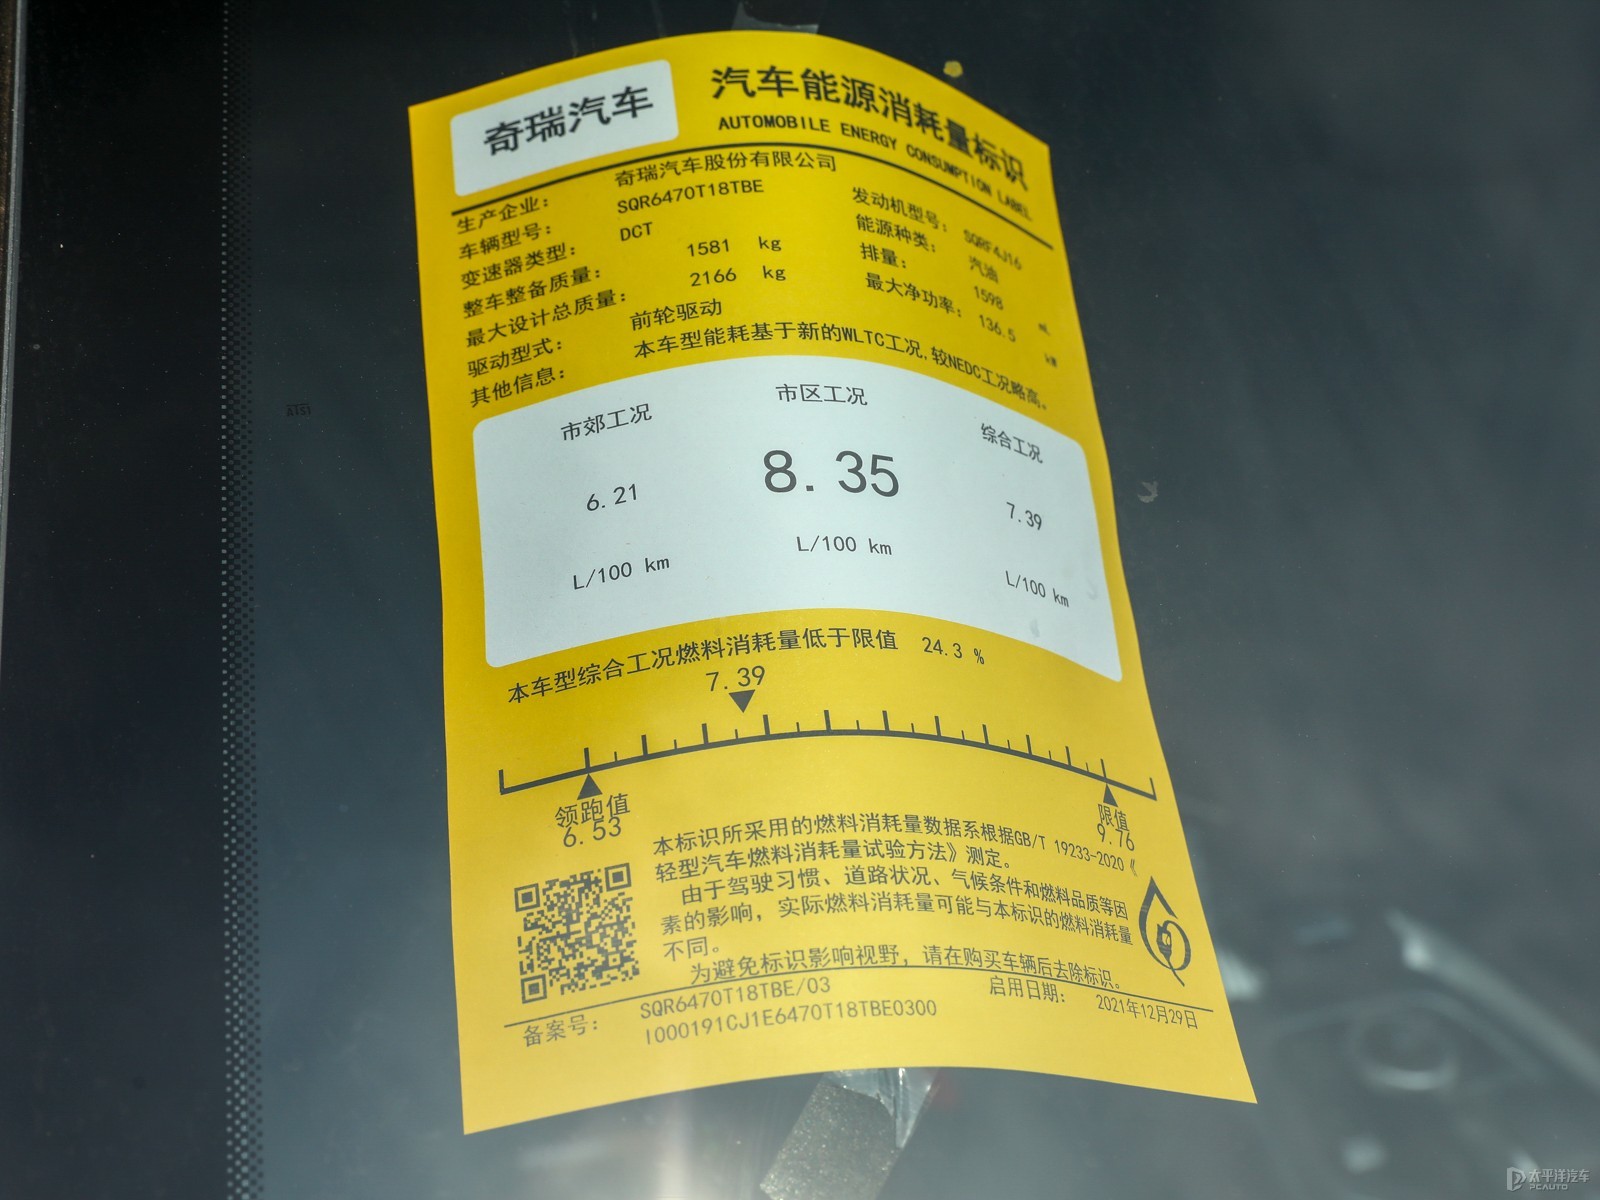 奇瑞汽车
汽车能源消耗量标识
AUTOMOBILE ENERGY CONSUMPTION LABEL
生产企业： 奇瑞汽车股份有限公司
车辆型号： SQR6470T18TBE 发动机型号： SQRF4J16
变速器类型： DCT 能源种类： 汽油
整车整备质量： 1581 kg 排量： 1598 mL
最大设计总质量： 2166 kg 最大净功率： 136.5 kW
驱动型式： 前轮驱动
其他信息： 本车型能耗基于新的WLTC工况,较NEDC工况略高。
市郊工况 市区工况 综合工况
6.21 8.35 7.39
L/100 km L/100 km L/100 km
本车型综合工况燃料消耗量低于限值 24.3 %
7.39
领跑值 限值
6.53 9.76
本标识所采用的燃料消耗量数据系根据GB/T 19233-2020《
轻型汽车燃料消耗量试验方法》测定。
由于驾驶习惯、道路状况、气候条件和燃料品质等因
素的影响，实际燃料消耗量可能与本标识的燃料消耗量
不同。
为避免标识影响视野，请在购买车辆后去除标识。
备案号： SQR6470T18TBE/03 启用日期： 2021年12月29日
I000191CJ1E6470T18TBE0300
太平洋汽车
PCAUTO